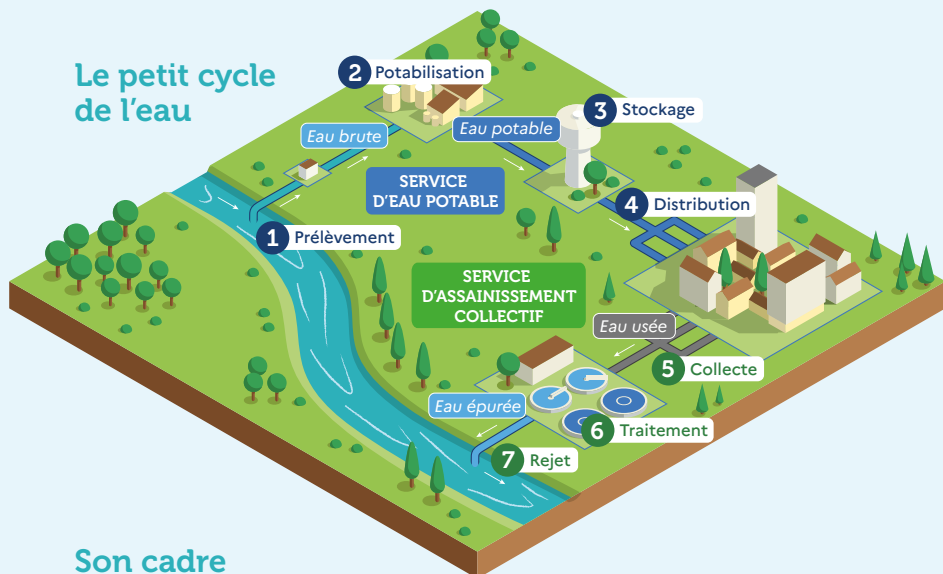 Le petit cycle
de l'eau
2 Potabilisation
3 Stockage
Eau brute
Eau potable
SERVICE
D'EAU POTABLE
4 Distribution
1 Prélèvement
SERVICE
D'ASSAINISSEMENT
COLLECTIF
Eau usée
5 Collecte
Eau épurée
6 Traitement
7 Rejet
Son cadre